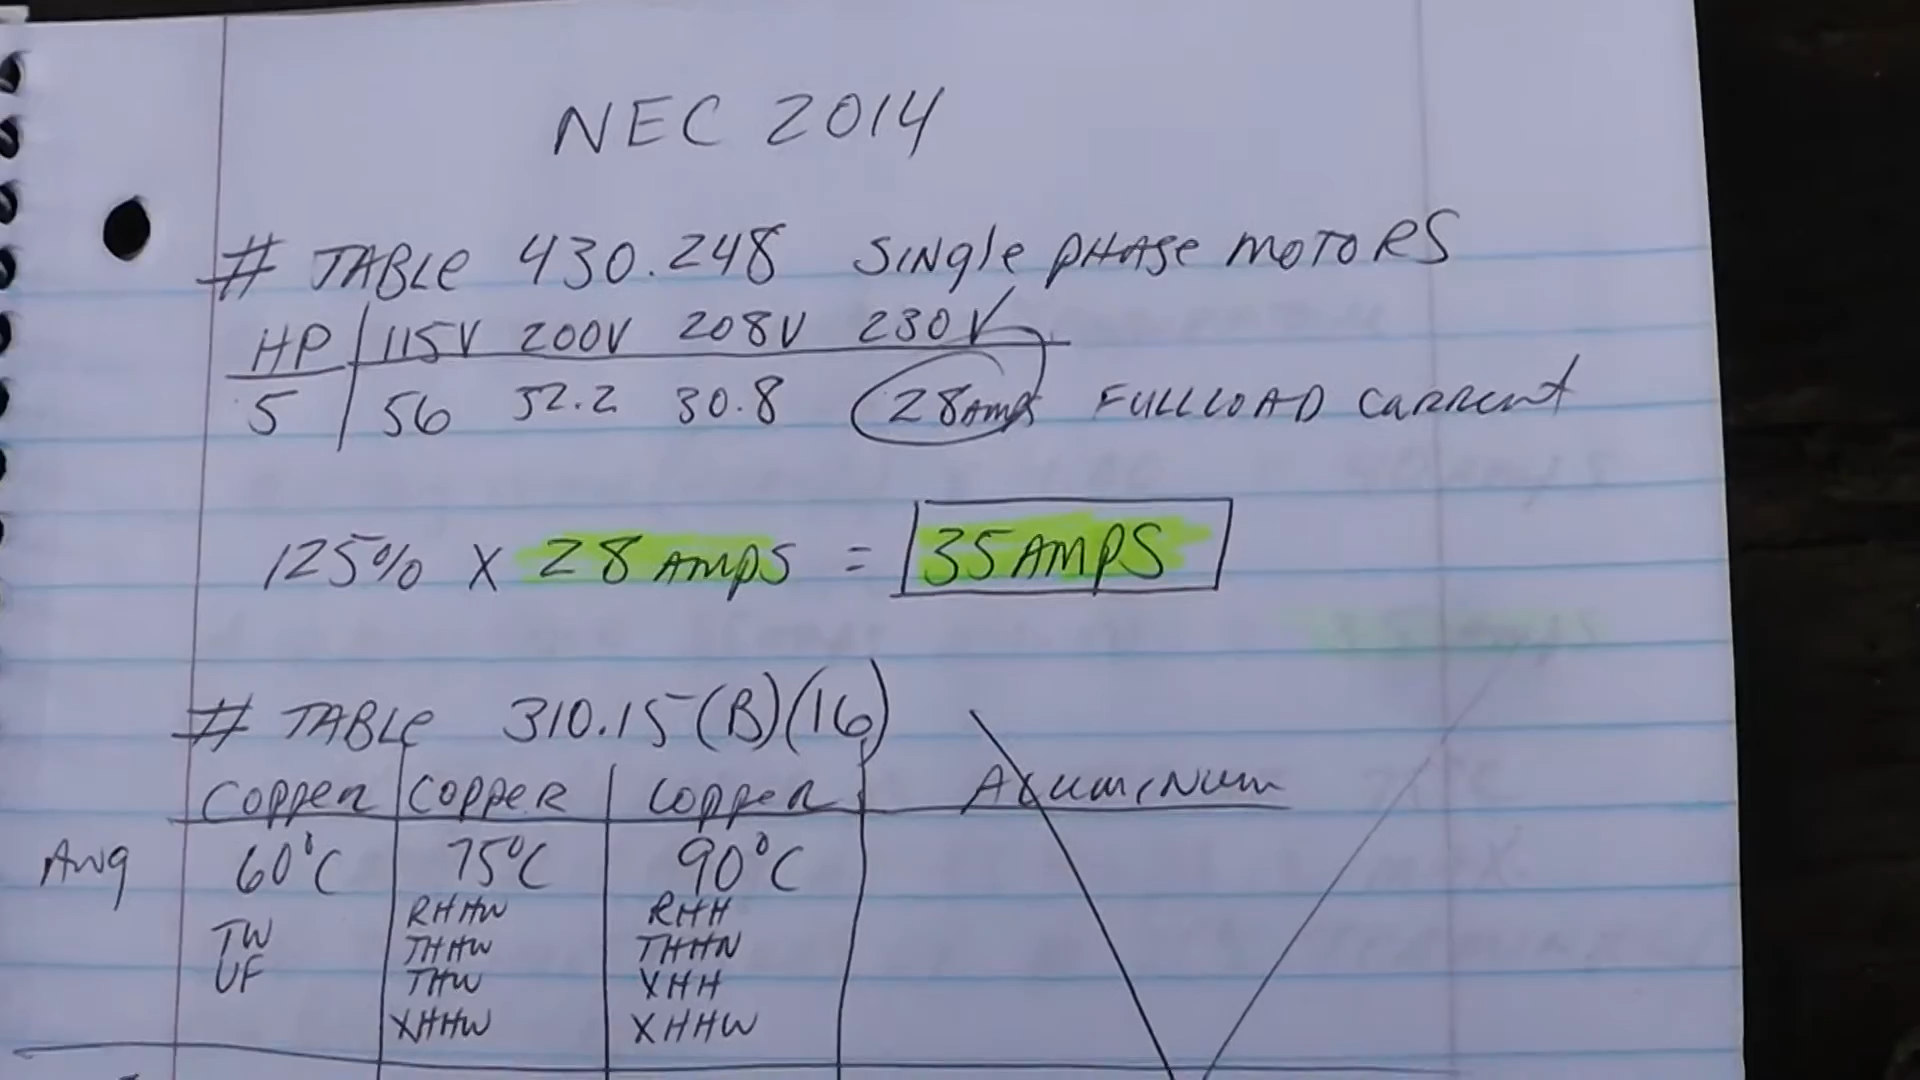 NEC 2014
# TABLE 430.248 SINGLE PHASE MOTORS
HP 115V 200V 208V 230V
5 56 32.2 30.8 28 AMPS FULL LOAD CURRENT
125% X 28 AMPS = 35 AMPS
# TABLE 310.15(B)(16)
COPPER COPPER COPPER ALUMINUM
AWG 60°C 75°C 90°C
RHHW RHH
TW THHW THHN
UF THW XHH
XHHW XHHW